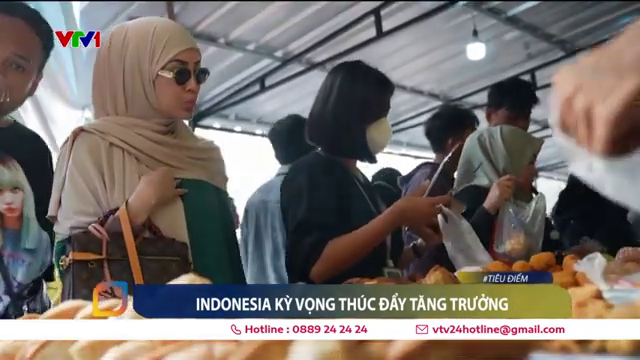 VTV1
#TIÊU ĐIỂM
INDONESIA KỲ VỌNG THÚC ĐẨY TĂNG TRƯỞNG
Hotline : 0889 24 24 24
vtv24hotline@gmail.com